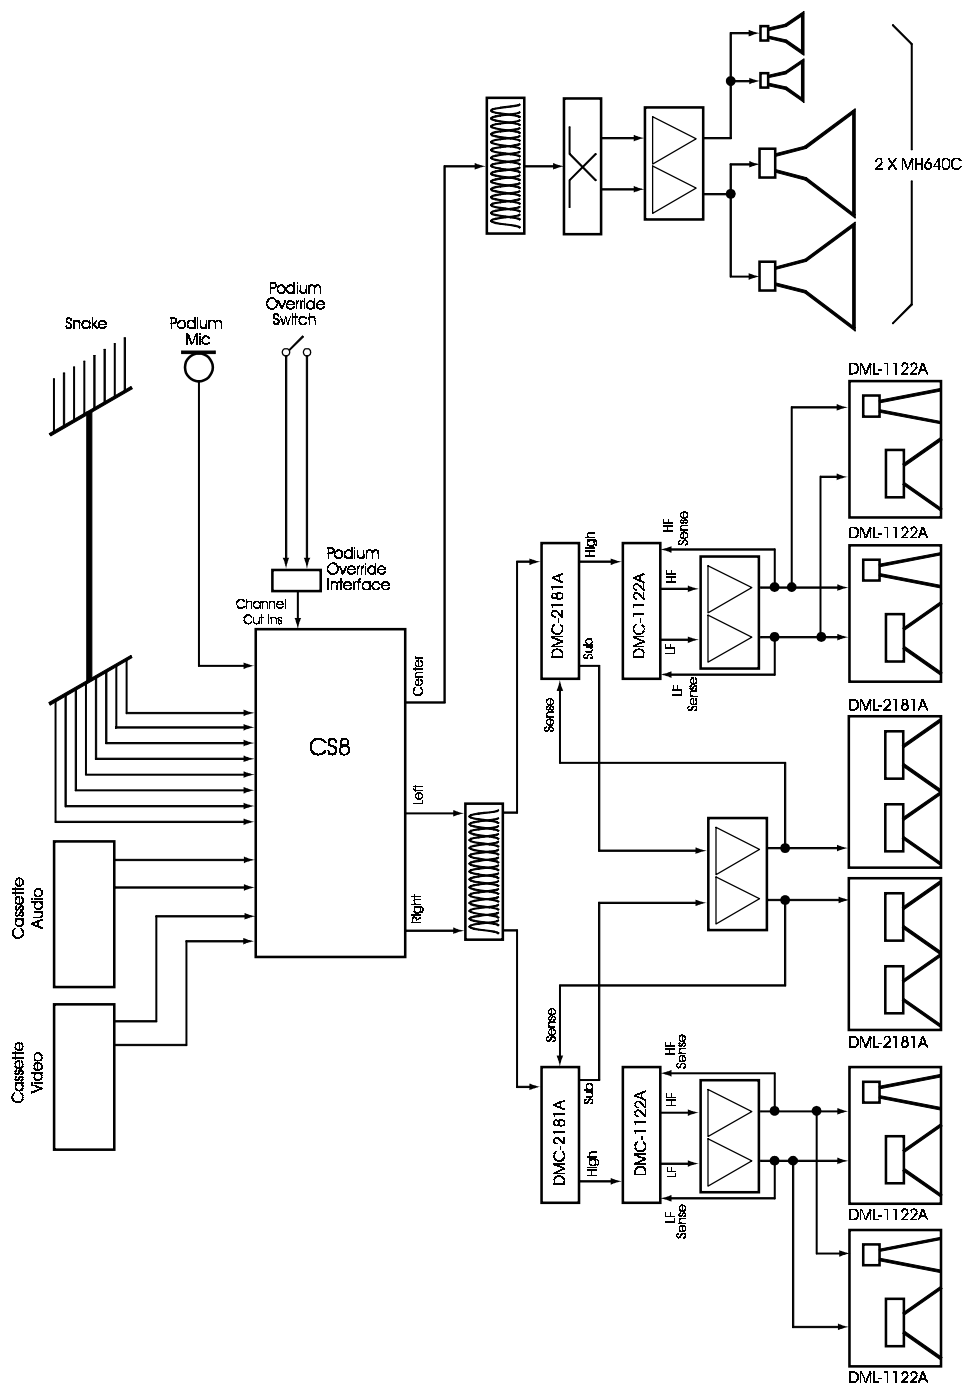 2 X MH640C
Podium
Override
Switch
Snake
Podium
Mic
DML-1122A
DML-1122A
HF
Sense
High
DMC-2181A
DMC-1122A
HF
LF
Sub
LF
Sense
Sense
Podium
Override
Interface
Channel
Cut Ins
Center
CS8
Left
Right
DML-2181A
DML-2181A
Cassette
Audio
Cassette
Video
Sense
DMC-2181A
Sub
High
DMC-1122A
HF
Sense
HF
LF
LF
Sense
DML-1122A
DML-1122A